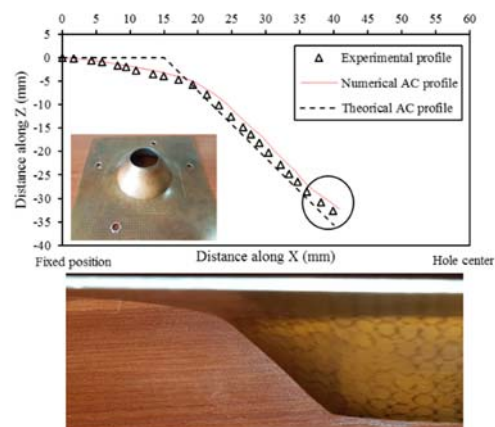 5
0
-5
-10
-15
-20
-25
-30
-35
-40
0 5 10 15 20 25 30 35 40 45 50 55 60
Distance along Z (mm)
Experimental profile
Numerical AC profile
Theorical AC profile
Fixed position
Distance along X (mm)
Hole center